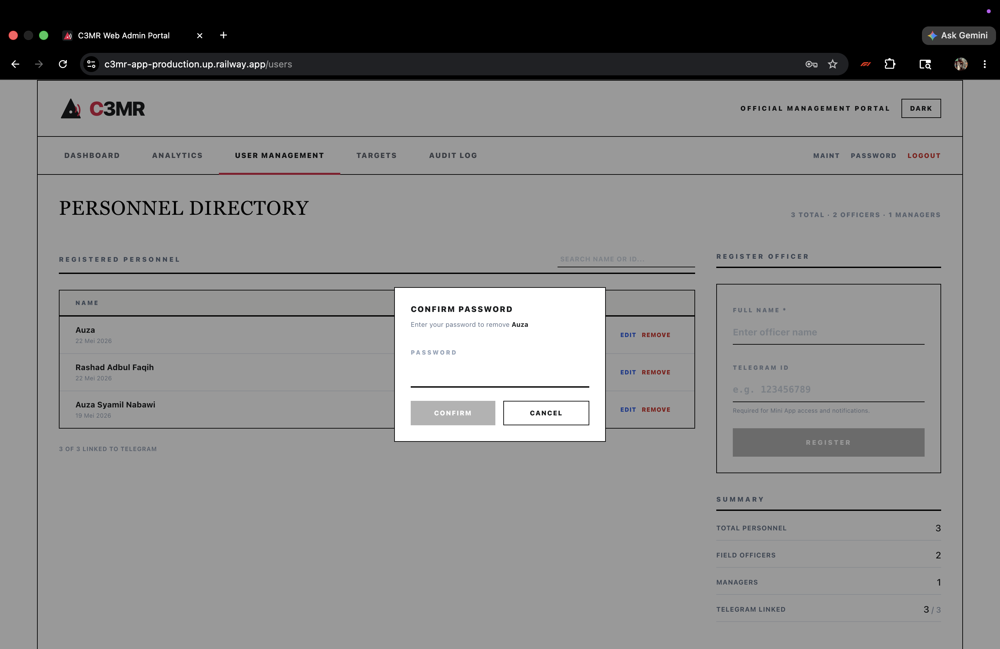 C3MR Web Admin Portal
Ask Gemini
c3mr-app-production.up.railway.app/users
C3MR
OFFICIAL MANAGEMENT PORTAL
DARK
DASHBOARD
ANALYTICS
USER MANAGEMENT
TARGETS
AUDIT LOG
MAINT
PASSWORD
LOGOUT
PERSONNEL DIRECTORY
3 TOTAL · 2 OFFICERS · 1 MANAGERS
REGISTERED PERSONNEL
SEARCH NAME OR ID...
NAME
Auza
22 Mei 2026
EDIT REMOVE
Rashad Adbul Faqih
22 Mei 2026
EDIT REMOVE
Auza Syamil Nabawi
19 Mei 2026
EDIT REMOVE
3 OF 3 LINKED TO TELEGRAM
CONFIRM PASSWORD
Enter your password to remove Auza
PASSWORD
CONFIRM
CANCEL
REGISTER OFFICER
FULL NAME *
Enter officer name
TELEGRAM ID
e.g. 123456789
Required for Mini App access and notifications.
REGISTER
SUMMARY
TOTAL PERSONNEL 3
FIELD OFFICERS 2
MANAGERS 1
TELEGRAM LINKED 3 / 3